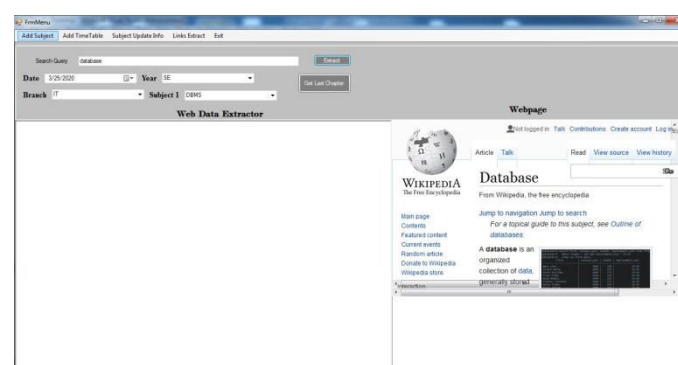 FrmMenu
Add Subject Add TimeTable Subject Update Info Links Extract Exit
Search Query database Extract
Date 3/25/2020 Year SE
Get Last Chapter
Branch IT Subject 1 DBMS
Web Data Extractor
Webpage
Not logged in Talk Contributions Create account Log in
Article Talk Read View source View history
WIKIPEDIA
The Free Encyclopedia
Database
From Wikipedia, the free encyclopedia
Main page
Contents
Featured content
Current events
Random article
Donate to Wikipedia
Wikipedia store
Interaction
Jump to navigation Jump to search
For a topical guide to this subject, see Outline of
databases.
A database is an
organized
collection of data,
generally stored